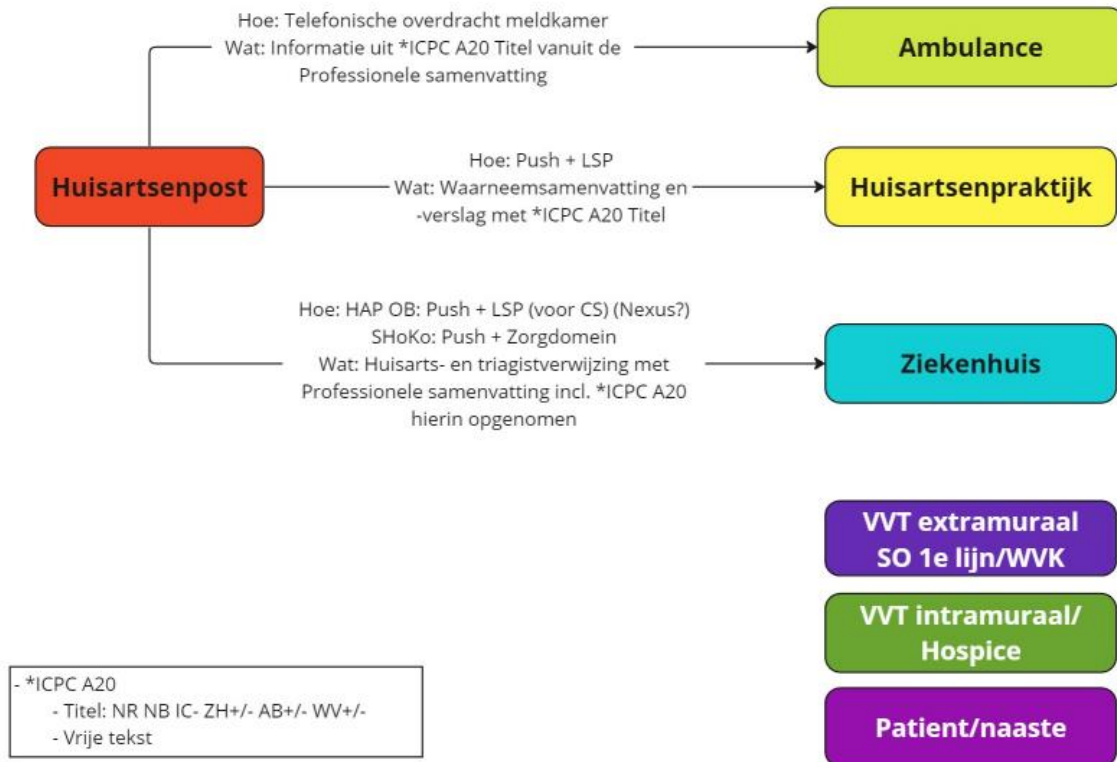 Hoe: Telefonische overdracht meldkamer
Wat: Informatie uit *ICPC A20 Titel vanuit de
Professionele samenvatting
Ambulance
Huisartsenpost
Hoe: Push + LSP
Wat: Waarneemsamenvatting en
-verslag met *ICPC A20 Titel
Huisartsenpraktijk
Hoe: HAP OB: Push + LSP (voor CS) (Nexus?)
SHoKo: Push + Zorgdomein
Wat: Huisarts- en triagistverwijzing met
Professionele samenvatting incl. *ICPC A20
hierin opgenomen
Ziekenhuis
VVT extramuraal
SO 1e lijn/WVK
VVT intramuraal/
Hospice
Patient/naaste
- *ICPC A20
- Titel: NR NB IC- ZH+/- AB+/- WV+/-
- Vrije tekst